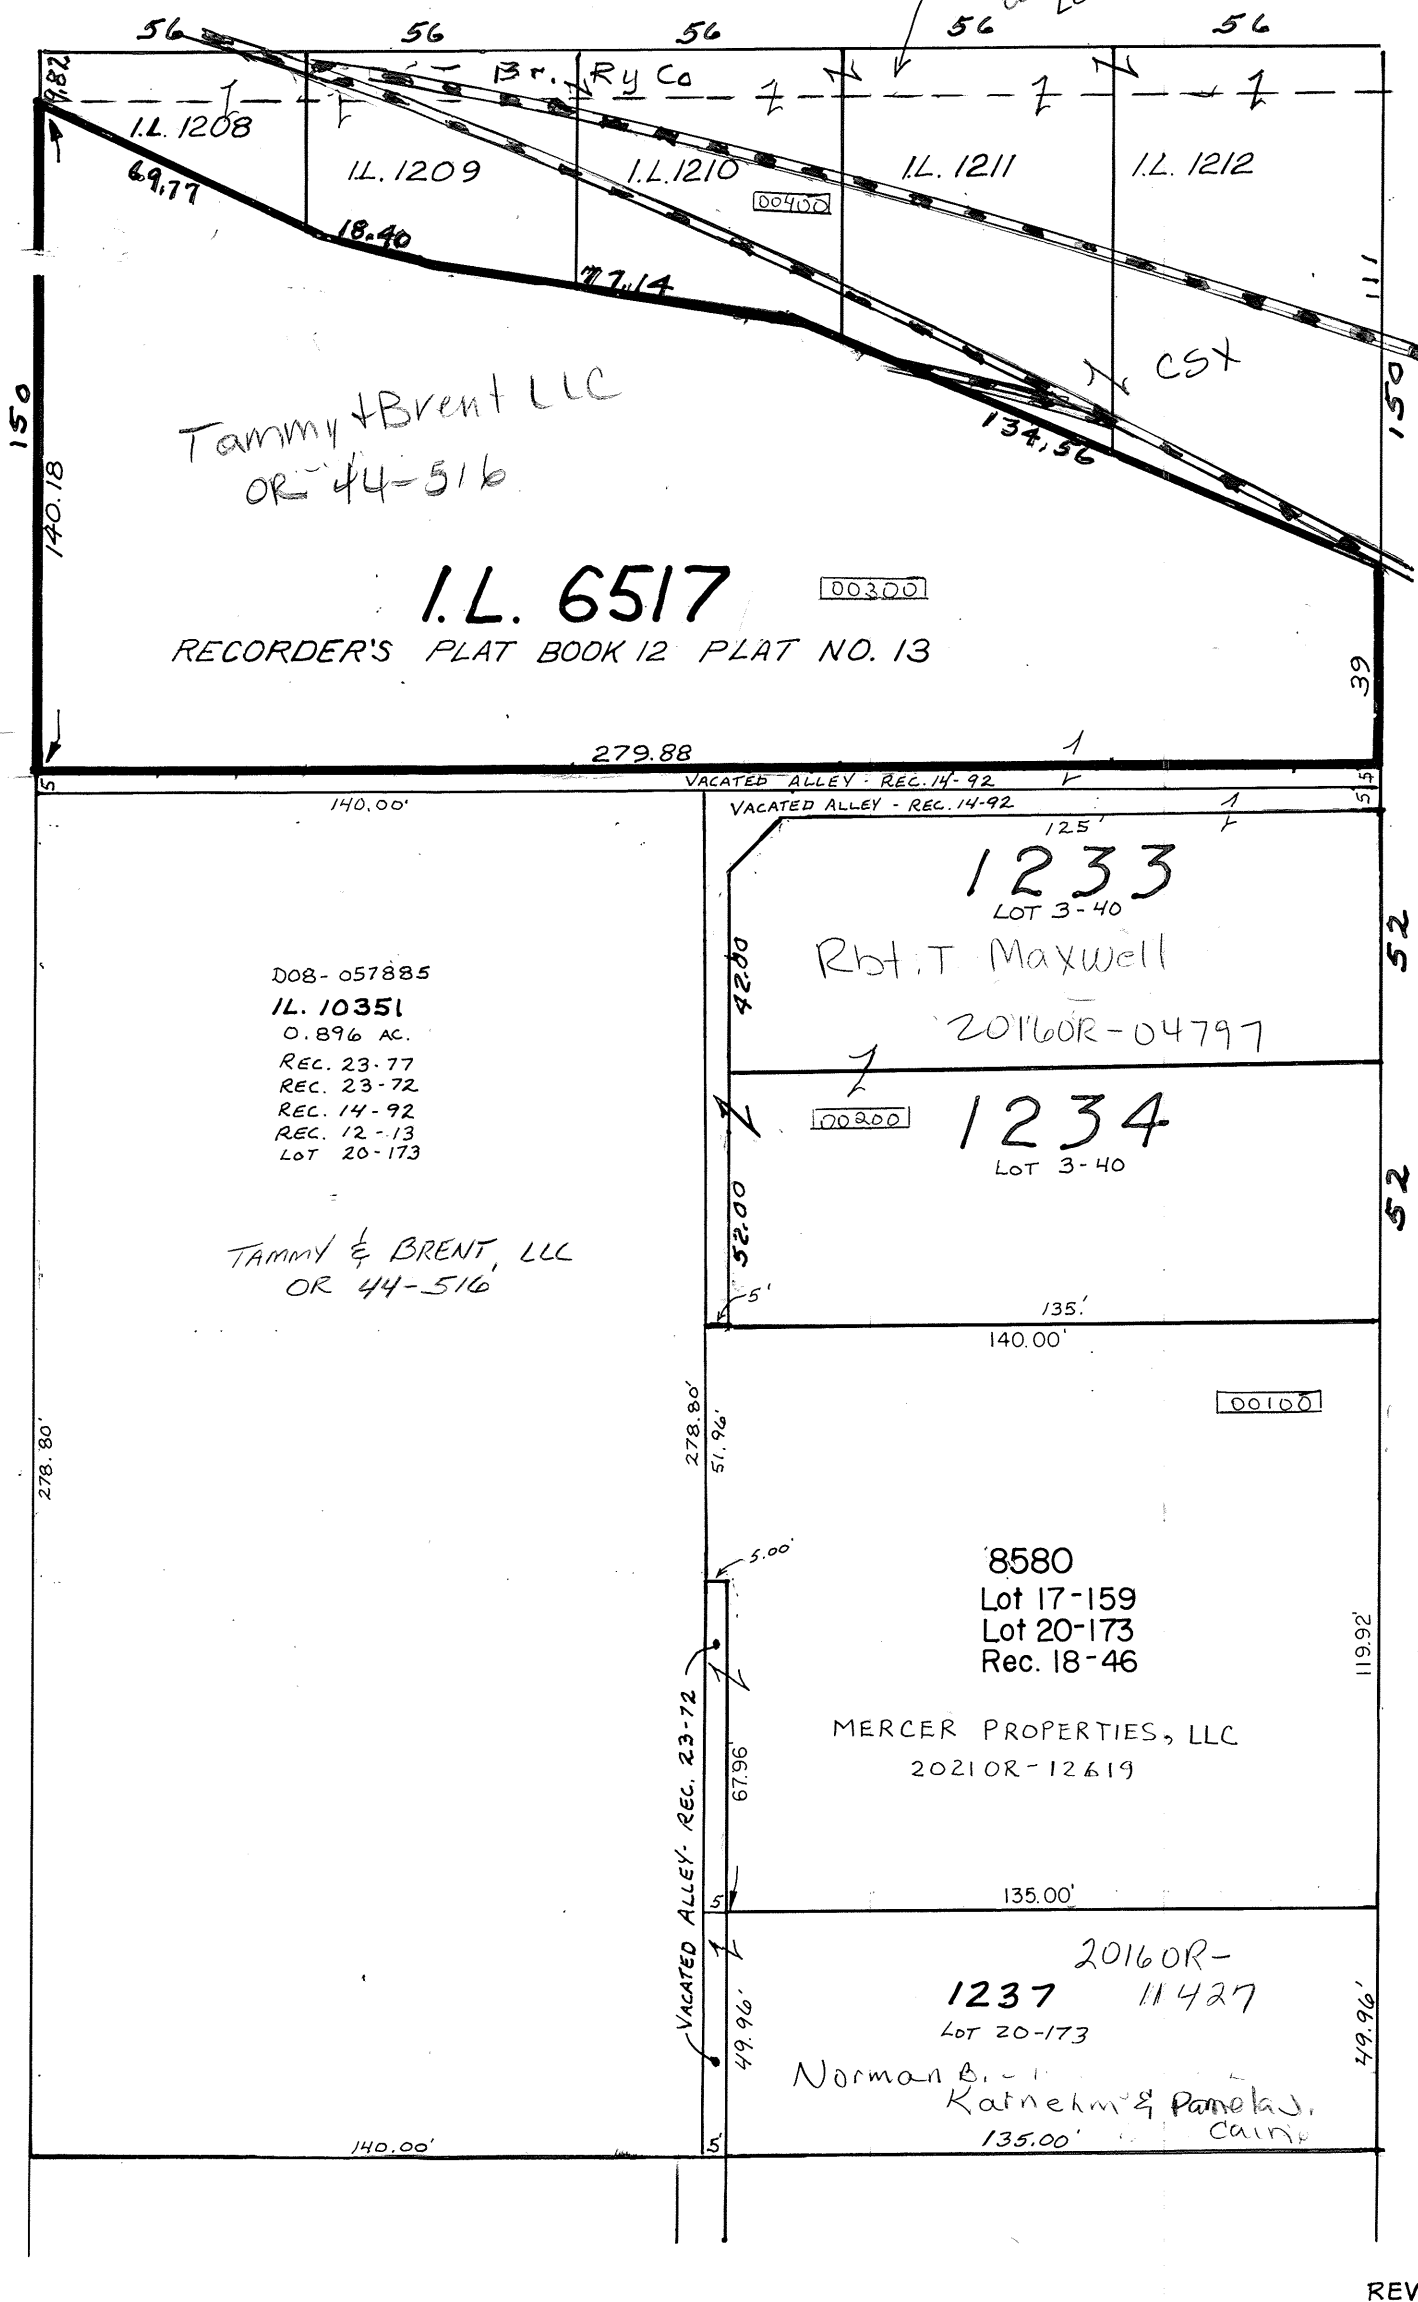 56 56 56 56 56
9.82
Br. Ry Co
I.L. 1208
I.L. 1209
I.L. 1210
I.L. 1211
I.L. 1212
00400
69.77
18.40
77.14
111
CSX
150
150
134.56
Tammy + Brent LLC
OR 44-516
140.18
I.L. 6517
00300
RECORDER'S PLAT BOOK 12 PLAT NO. 13
39
279.88
VACATED ALLEY - REC. 14-92
5
5
5
140.00'
VACATED ALLEY - REC. 14-92
125'
1233
LOT 3-40
52
42.00
Rbt. T Maxwell
2016OR-04797
D08-057885
IL. 10351
0.896 AC.
REC. 23-77
REC. 23-72
REC. 14-92
REC. 12-13
LOT 20-173
00200
1234
LOT 3-40
52
52.00
TAMMY & BRENT, LLC
OR 44-516
5'
135'
140.00'
00100
278.80'
278.80'
51.96'
5.00'
8580
Lot 17-159
Lot 20-173
Rec. 18-46
119.92'
MERCER PROPERTIES, LLC
2021OR-12619
VACATED ALLEY - REC. 23-72
67.96'
5
135.00'
2016OR-
1237 11427
LOT 20-173
49.96'
49.96'
Norman B.
& Pamela J.
135.00'
140.00'
5'
REV